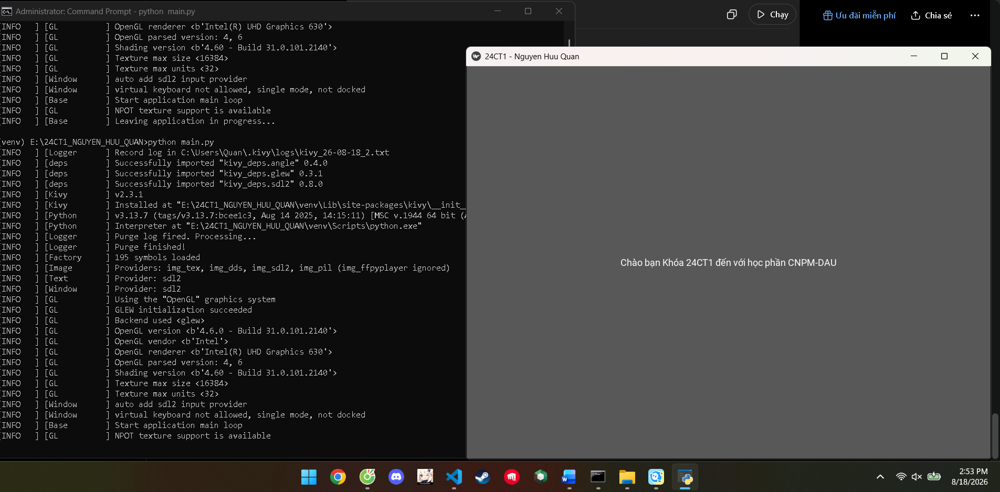 Administrator: Command Prompt - python  main.py
[INFO   ] [GL          ] OpenGL renderer <b'Intel(R) UHD Graphics 630'>
[INFO   ] [GL          ] OpenGL parsed version: 4, 6
[INFO   ] [GL          ] Shading version <b'4.60 - Build 31.0.101.2140'>
[INFO   ] [GL          ] Texture max size <16384>
[INFO   ] [GL          ] Texture max units <32>
[INFO   ] [Window      ] auto add sdl2 input provider
[INFO   ] [Window      ] virtual keyboard not allowed, single mode, not docked
[INFO   ] [Base        ] Start application main loop
[INFO   ] [GL          ] NPOT texture support is available
[INFO   ] [Base        ] Leaving application in progress...
(venv) E:\24CT1_NGUYEN_HUU_QUAN>python main.py
[INFO   ] [Logger      ] Record log in C:\Users\Quan\.kivy\logs\kivy_26-08-18_2.txt
[INFO   ] [deps        ] Successfully imported "kivy_deps.angle" 0.4.0
[INFO   ] [deps        ] Successfully imported "kivy_deps.glew" 0.3.1
[INFO   ] [deps        ] Successfully imported "kivy_deps.sdl2" 0.8.0
[INFO   ] [Kivy        ] v2.3.1
[INFO   ] [Kivy        ] Installed at "E:\24CT1_NGUYEN_HUU_QUAN\venv\Lib\site-packages\kivy\__init__
[INFO   ] [Python      ] v3.13.7 (tags/v3.13.7:bcee1c3, Aug 14 2025, 14:15:11) [MSC v.1944 64 bit (A
[INFO   ] [Python      ] Interpreter at "E:\24CT1_NGUYEN_HUU_QUAN\venv\Scripts\python.exe"
[INFO   ] [Logger      ] Purge log fired. Processing...
[INFO   ] [Logger      ] Purge finished!
[INFO   ] [Factory     ] 195 symbols loaded
[INFO   ] [Image       ] Providers: img_tex, img_dds, img_sdl2, img_pil (img_ffpyplayer ignored)
[INFO   ] [Text        ] Provider: sdl2
[INFO   ] [Window      ] Provider: sdl2
[INFO   ] [GL          ] Using the "OpenGL" graphics system
[INFO   ] [GL          ] GLEW initialization succeeded
[INFO   ] [GL          ] Backend used <glew>
[INFO   ] [GL          ] OpenGL version <b'4.6.0 - Build 31.0.101.2140'>
[INFO   ] [GL          ] OpenGL vendor <b'Intel'>
[INFO   ] [GL          ] OpenGL renderer <b'Intel(R) UHD Graphics 630'>
[INFO   ] [GL          ] OpenGL parsed version: 4, 6
[INFO   ] [GL          ] Shading version <b'4.60 - Build 31.0.101.2140'>
[INFO   ] [GL          ] Texture max size <16384>
[INFO   ] [GL          ] Texture max units <32>
[INFO   ] [Window      ] auto add sdl2 input provider
[INFO   ] [Window      ] virtual keyboard not allowed, single mode, not docked
[INFO   ] [Base        ] Start application main loop
[INFO   ] [GL          ] NPOT texture support is available
Chạy
Ưu đãi miễn phí
Chia sẻ
24CT1 - Nguyen Huu Quan
Chào bạn Khóa 24CT1 đến với học phần CNPM-DAU
2:53 PM
8/18/2026